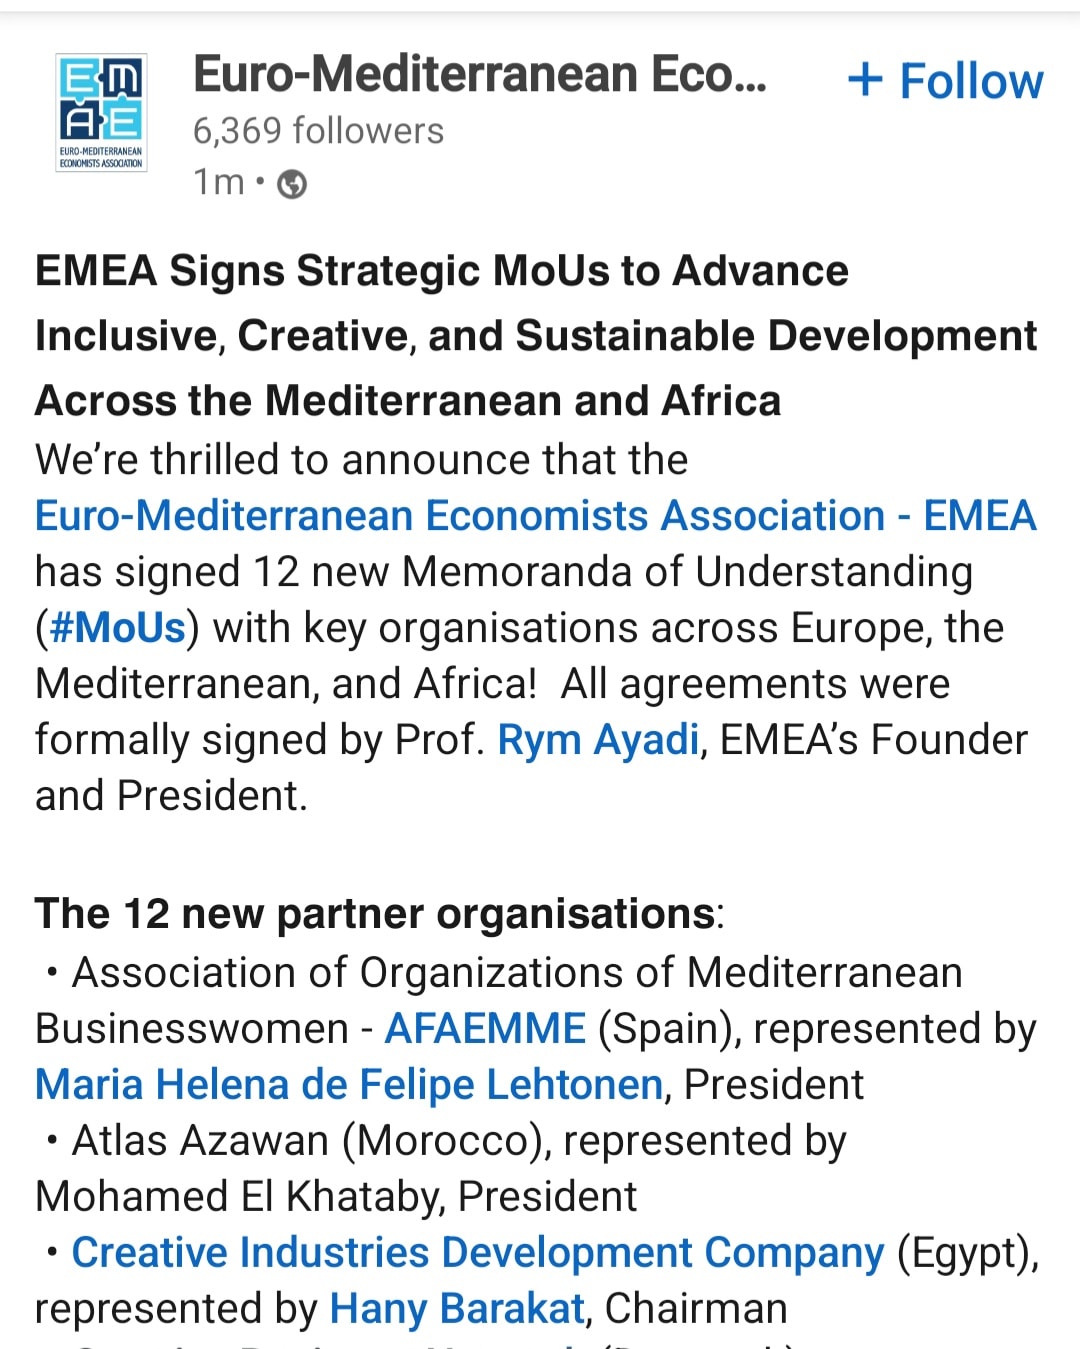 EM
AE
EURO-MEDITERRANEAN
ECONOMISTS ASSOCIATION
Euro-Mediterranean Eco...
+ Follow
6,369 followers
1m •
EMEA Signs Strategic MoUs to Advance
Inclusive, Creative, and Sustainable Development
Across the Mediterranean and Africa
We're thrilled to announce that the
Euro-Mediterranean Economists Association - EMEA
has signed 12 new Memoranda of Understanding
(#MoUs) with key organisations across Europe, the
Mediterranean, and Africa!  All agreements were
formally signed by Prof. Rym Ayadi, EMEA's Founder
and President.
The 12 new partner organisations:
• Association of Organizations of Mediterranean
Businesswomen - AFAEMME (Spain), represented by
Maria Helena de Felipe Lehtonen, President
• Atlas Azawan (Morocco), represented by
Mohamed El Khataby, President
• Creative Industries Development Company (Egypt),
represented by Hany Barakat, Chairman